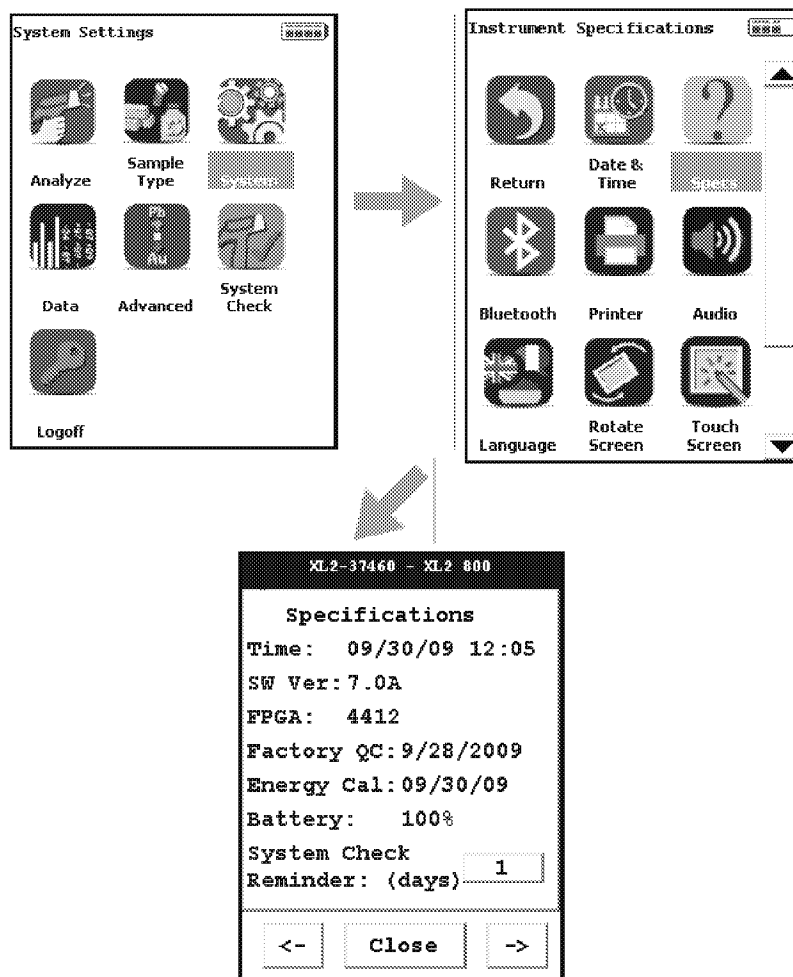 System Settings
Analyze
Sample
Type
System
Data
Advanced
System
Check
Logoff
Instrument Specifications
Return
Date &
Time
Specs
Bluetooth
Printer
Audio
Language
Rotate
Screen
Touch
Screen
XL2-37460 - XL2 800
Specifications
Time: 09/30/09 12:05
SW Ver: 7.0A
FPGA: 4412
Factory QC: 9/28/2009
Energy Cal: 09/30/09
Battery: 100%
System Check
Reminder: (days) 1
<- Close ->